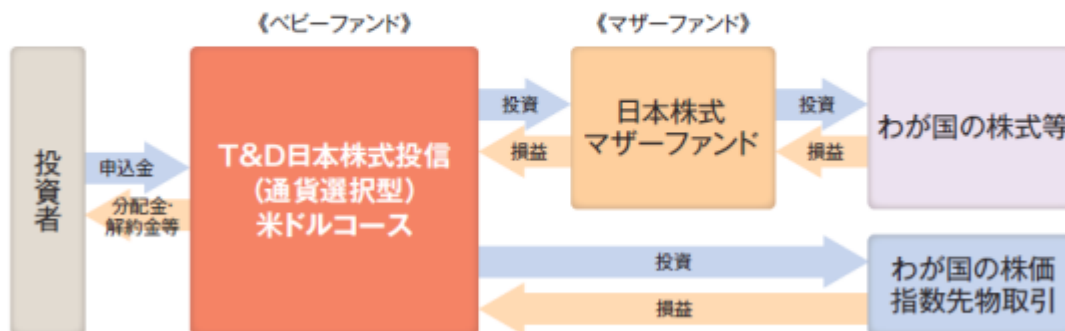 《ベビーファンド》
《マザーファンド》
投資者
申込金
分配金・
解約金等
T&D日本株式投信
(通貨選択型)
米ドルコース
投資
損益
日本株式
マザーファンド
投資
損益
わが国の株式等
投資
損益
わが国の株価
指数先物取引